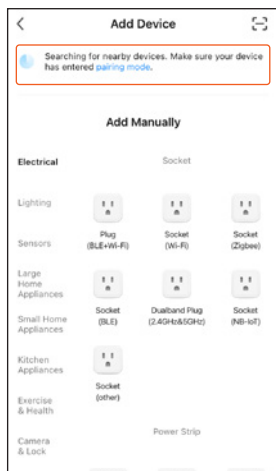 Add Device
Searching for nearby devices. Make sure your device
has entered pairing mode.
Add Manually
Electrical
Socket
Lighting
Plug
(BLE+Wi-Fi)
Socket
(Wi-Fi)
Socket
(Zigbee)
Sensors
Large
Home
Appliances
Socket
(BLE)
Dualband Plug
(2.4GHz&5GHz)
Socket
(NB-IoT)
Small Home
Appliances
Kitchen
Appliances
Socket
(other)
Exercise
& Health
Power Strip
Camera
& Lock